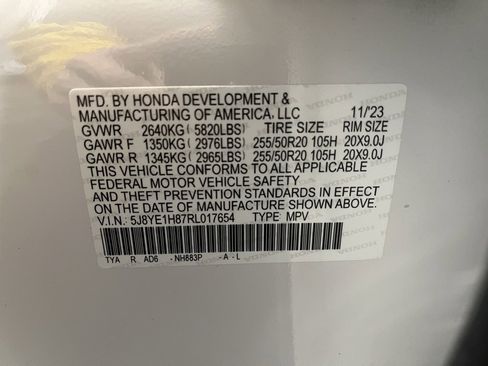 MFD. BY HONDA DEVELOPMENT &
MANUFACTURING OF AMERICA, LLC 11/23
GVWR 2640KG (5820LBS) TIRE SIZE RIM SIZE
GAWR F 1350KG (2976LBS) 255/50R20 105H 20X9.0J
GAWR R 1345KG (2965LBS) 255/50R20 105H 20X9.0J
THIS VEHICLE CONFORMS TO ALL APPLICABLE
FEDERAL MOTOR VEHICLE SAFETY
AND THEFT PREVENTION STANDARDS IN EFFECT
ON THE DATE OF MANUFACTURE SHOWN ABOVE.
V.I.N.: 5J8YE1H87RL017654 TYPE: MPV
TYA R AD6 -NH883P -A-L